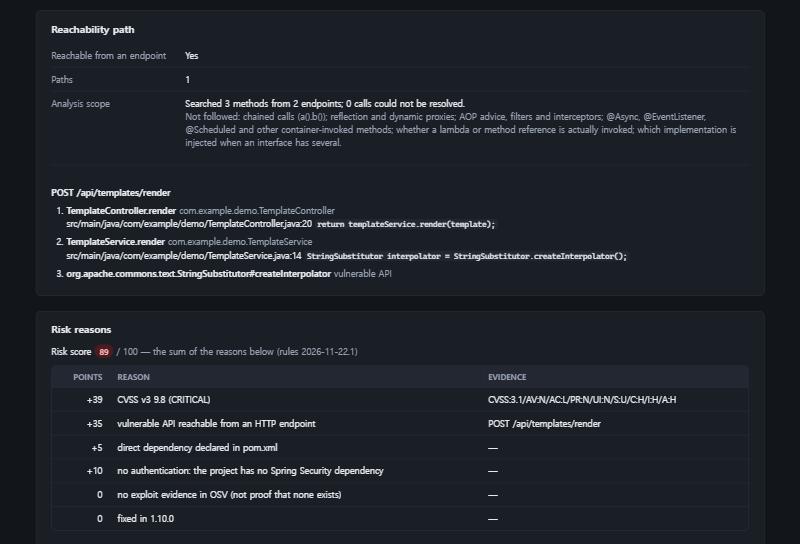 Reachability path
Reachable from an endpoint Yes
Paths 1
Analysis scope Searched 3 methods from 2 endpoints; 0 calls could not be resolved.
Not followed: chained calls (a().b()); reflection and dynamic proxies; AOP advice, filters and interceptors; @Async, @EventListener,
@Scheduled and other container-invoked methods; whether a lambda or method reference is actually invoked; which implementation is
injected when an interface has several.
POST /api/templates/render
1. TemplateController.render com.example.demo.TemplateController
src/main/java/com/example/demo/TemplateController.java:20 return templateService.render(template);
2. TemplateService.render com.example.demo.TemplateService
src/main/java/com/example/demo/TemplateService.java:14 StringSubstitutor interpolator = StringSubstitutor.createInterpolator();
3. org.apache.commons.text.StringSubstitutor#createInterpolator vulnerable API
Risk reasons
Risk score 89 / 100 — the sum of the reasons below (rules 2026-11-22.1)
POINTS REASON EVIDENCE
+39 CVSS v3 9.8 (CRITICAL) CVSS:3.1/AV:N/AC:L/PR:N/UI:N/S:U/C:H/I:H/A:H
+35 vulnerable API reachable from an HTTP endpoint POST /api/templates/render
+5 direct dependency declared in pom.xml —
+10 no authentication: the project has no Spring Security dependency —
0 no exploit evidence in OSV (not proof that none exists) —
0 fixed in 1.10.0 —